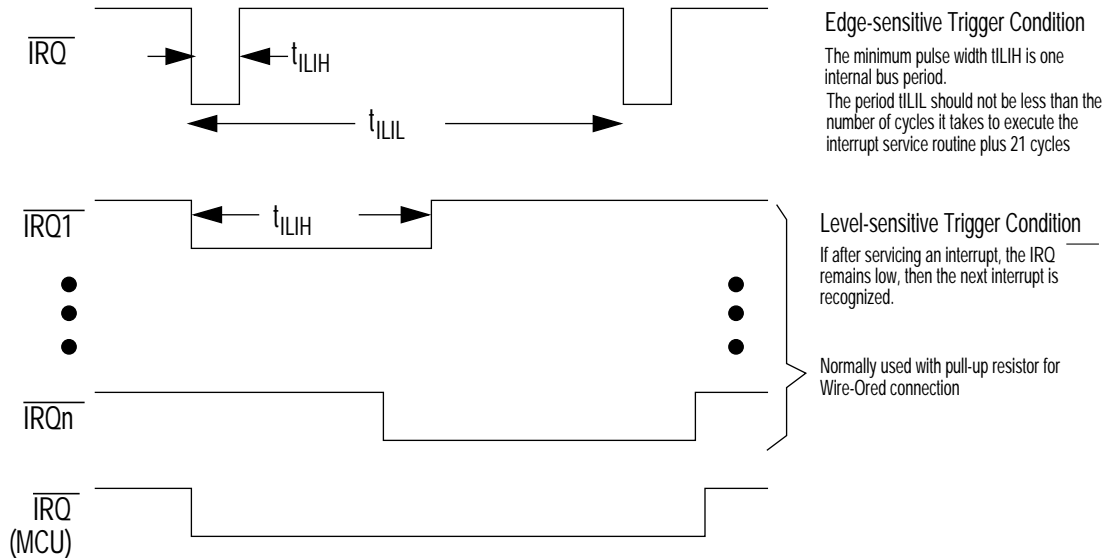 IRQ
tILIH
tILIL
Edge-sensitive Trigger Condition
The minimum pulse width tILIH is one
internal bus period.
The period tILIL should not be less than the
number of cycles it takes to execute the
interrupt service routine plus 21 cycles
IRQ1
tILIH
Level-sensitive Trigger Condition
If after servicing an interrupt, the IRQ
remains low, then the next interrupt is
recognized.
Normally used with pull-up resistor for
Wire-Ored connection
IRQn
IRQ
(MCU)